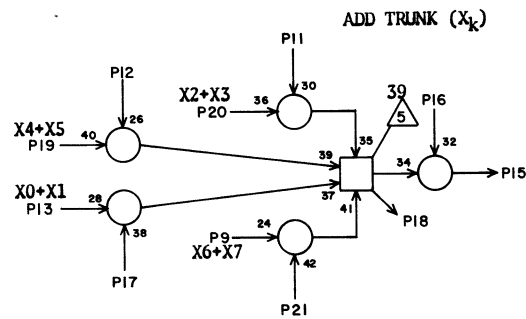 ADD TRUNK (Xk)
P11
P12
X2+X3
P20
36
30
39
5
P16
X4+X5
P19
40
26
35
32
39
34
P15
X0+X1
P13
28
37
41
P18
38
P9
24
X6+X7
42
P17
P21